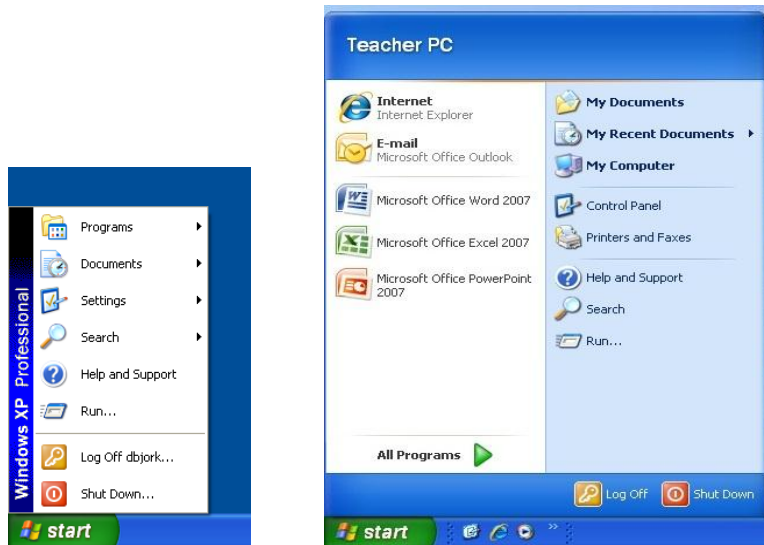 Programs
Documents
Settings
Search
Help and Support
Run...
Log Off dbjork...
Shut Down...
Windows XP Professional
start
Teacher PC
Internet
Internet Explorer
E-mail
Microsoft Office Outlook
Microsoft Office Word 2007
Microsoft Office Excel 2007
Microsoft Office PowerPoint
2007
All Programs
My Documents
My Recent Documents
My Computer
Control Panel
Printers and Faxes
Help and Support
Search
Run...
Log Off
Shut Down
start